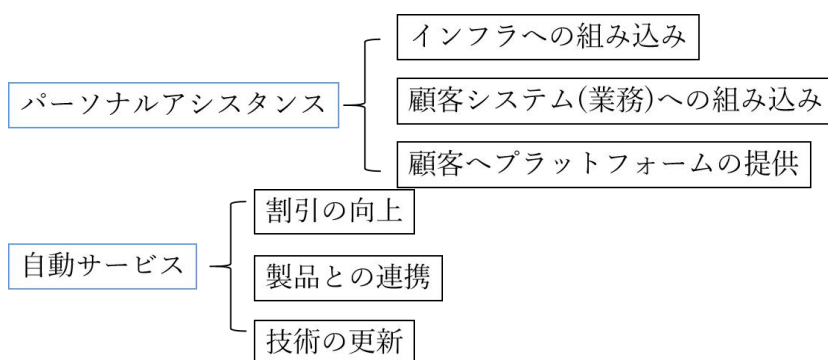 インフラへの組み込み
パーソナルアシスタンス
顧客システム(業務)への組み込み
顧客へプラットフォームの提供
割引の向上
自動サービス
製品との連携
技術の更新